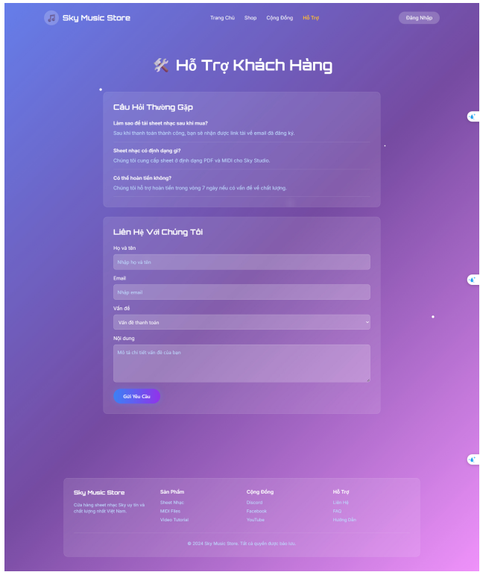 Sky Music Store
Trang Chủ Shop Cộng Đồng Hỗ Trợ
Đăng Nhập
Hỗ Trợ Khách Hàng
Câu Hỏi Thường Gặp
Làm sao để tải sheet nhạc sau khi mua?
Sau khi thanh toán thành công, bạn sẽ nhận được link tải về email đã đăng ký.
Sheet nhạc có định dạng gì?
Chúng tôi cung cấp sheet ở định dạng PDF và MIDI cho Sky Studio.
Có thể hoàn tiền không?
Chúng tôi hỗ trợ hoàn tiền trong vòng 7 ngày nếu có vấn đề về chất lượng.
Liên Hệ Với Chúng Tôi
Họ và tên
Nhập họ và tên
Email
Nhập email
Vấn đề
Vấn đề thanh toán
Nội dung
Mô tả chi tiết vấn đề của bạn
Gửi Yêu Cầu
Sky Music Store
Cửa hàng sheet nhạc Sky uy tín và
chất lượng nhất Việt Nam.
Sản Phẩm
Sheet Nhạc
MIDI Files
Video Tutorial
Cộng Đồng
Discord
Facebook
YouTube
Hỗ Trợ
Liên Hệ
FAQ
Hướng Dẫn
© 2024 Sky Music Store. Tất cả quyền được bảo lưu.